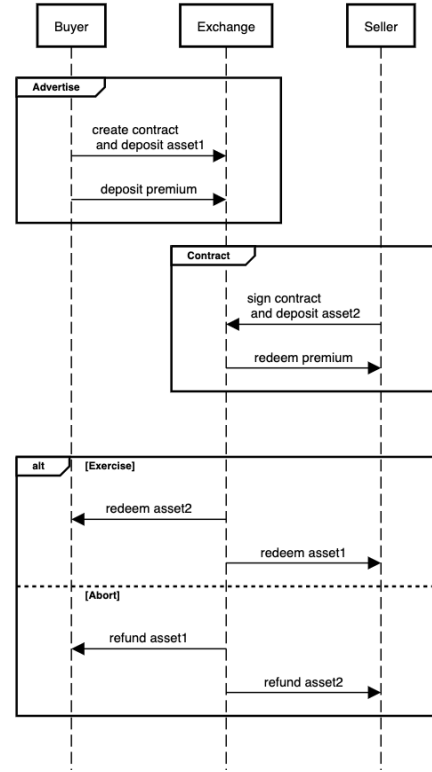 Buyer
Exchange
Seller
Advertise
create contract
and deposit asset1
deposit premium
Contract
sign contract
and deposit asset2
redeem premium
alt
[Exercise]
redeem asset2
redeem asset1
[Abort]
refund asset1
refund asset2